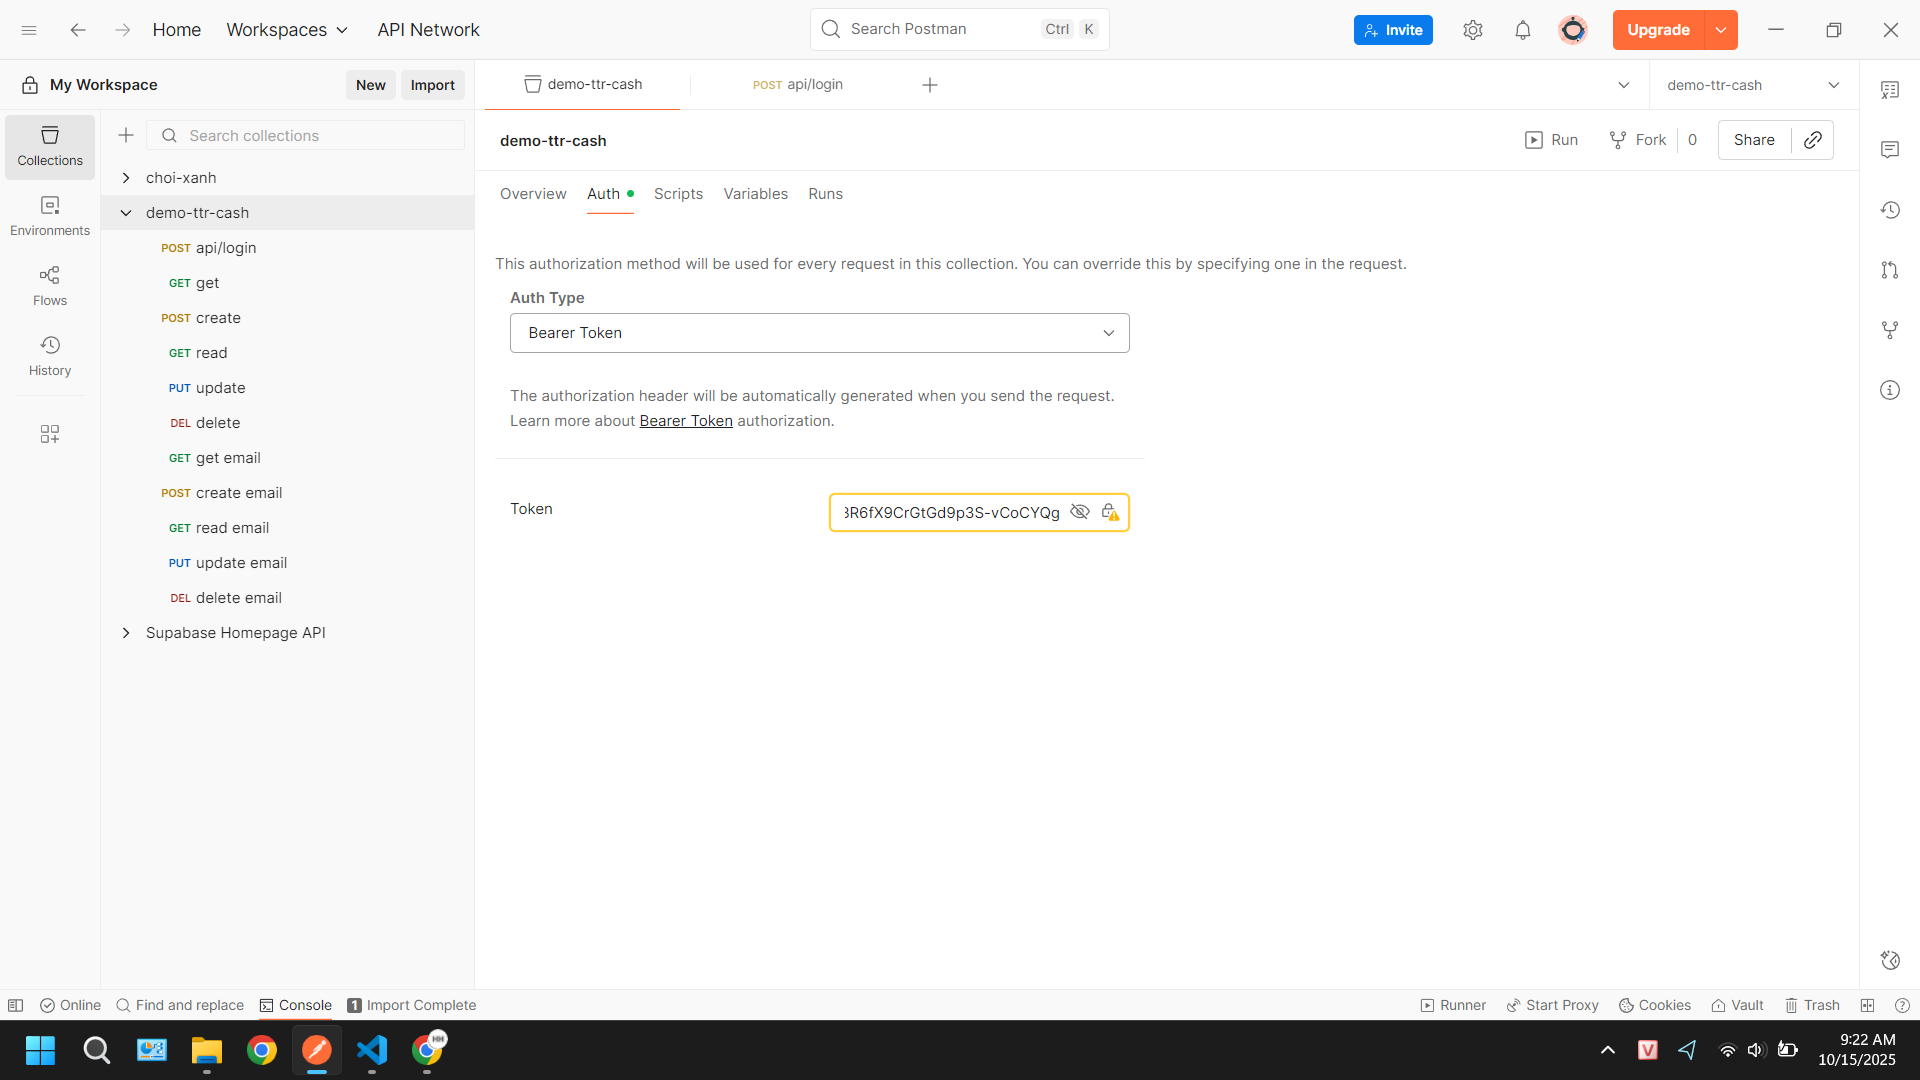 Home
Workspaces
API Network
Search Postman
Ctrl K
Invite
Upgrade
My Workspace
New
Import
demo-ttr-cash
POST api/login
demo-ttr-cash
Collections
Environments
Flows
History
Search collections
choi-xanh
demo-ttr-cash
POST api/login
GET get
POST create
GET read
PUT update
DEL delete
GET get email
POST create email
GET read email
PUT update email
DEL delete email
Supabase Homepage API
demo-ttr-cash
Run
Fork 0
Share
Overview
Auth
Scripts
Variables
Runs
This authorization method will be used for every request in this collection. You can override this by specifying one in the request.
Auth Type
Bearer Token
The authorization header will be automatically generated when you send the request.
Learn more about Bearer Token authorization.
Token
3R6fX9CrGtGd9p3S-vCoCYQg
Online
Find and replace
Console
1 Import Complete
Runner
Start Proxy
Cookies
Vault
Trash
HH
V
9:22 AM
10/15/2025